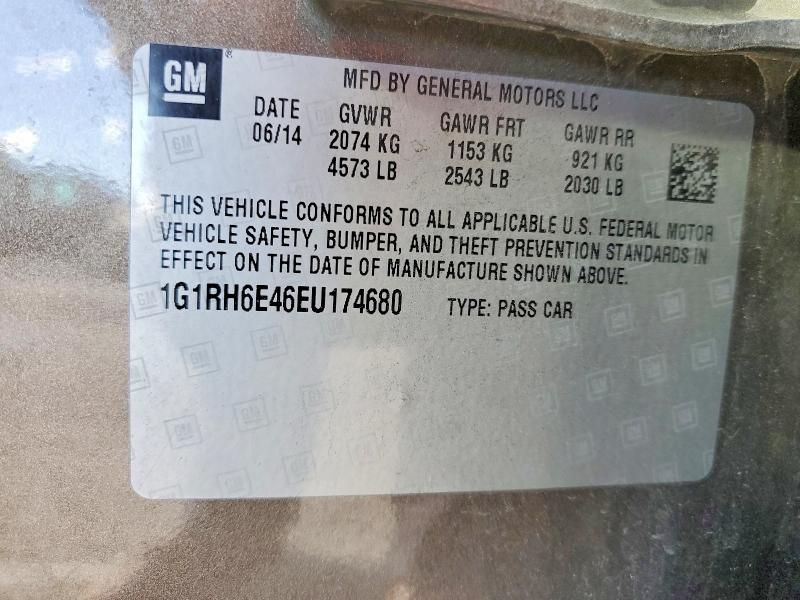 GM
MFD BY GENERAL MOTORS LLC
DATE GVWR GAWR FRT GAWR RR
06/14 2074 KG 1153 KG 921 KG
4573 LB 2543 LB 2030 LB
THIS VEHICLE CONFORMS TO ALL APPLICABLE U.S. FEDERAL MOTOR
VEHICLE SAFETY, BUMPER, AND THEFT PREVENTION STANDARDS IN
EFFECT ON THE DATE OF MANUFACTURE SHOWN ABOVE.
1G1RH6E46EU174680 TYPE: PASS CAR